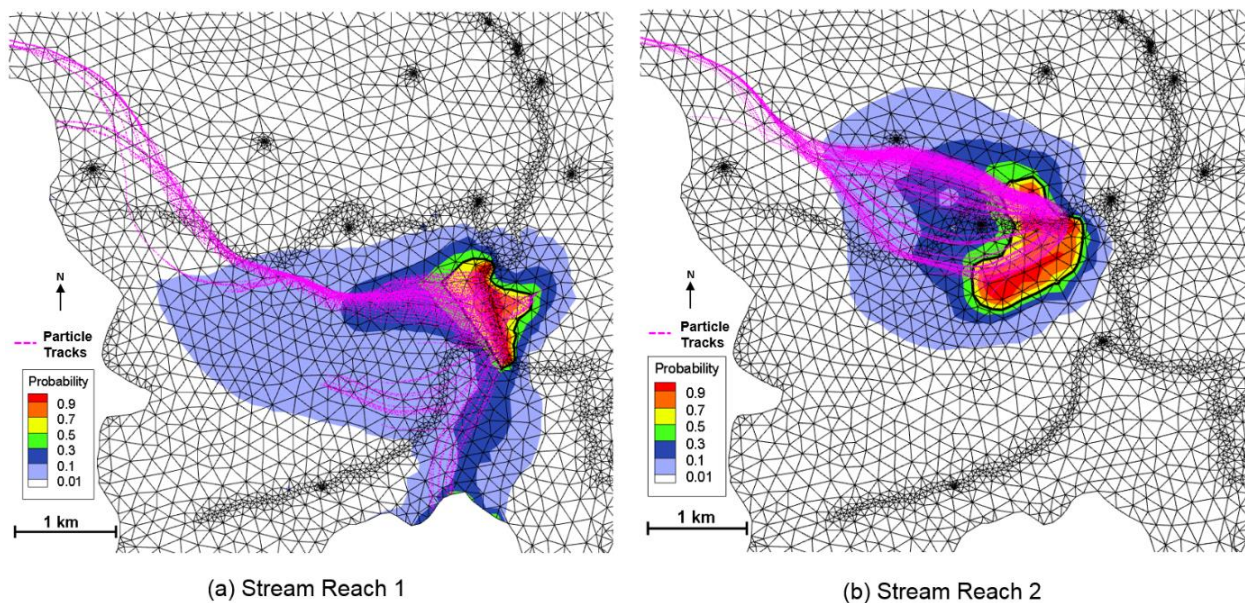 N
Particle
Tracks
Probability
0.9
0.7
0.5
0.3
0.1
0.01
1 km
(a) Stream Reach 1
N
Particle
Tracks
Probability
0.9
0.7
0.5
0.3
0.1
0.01
1 km
(b) Stream Reach 2